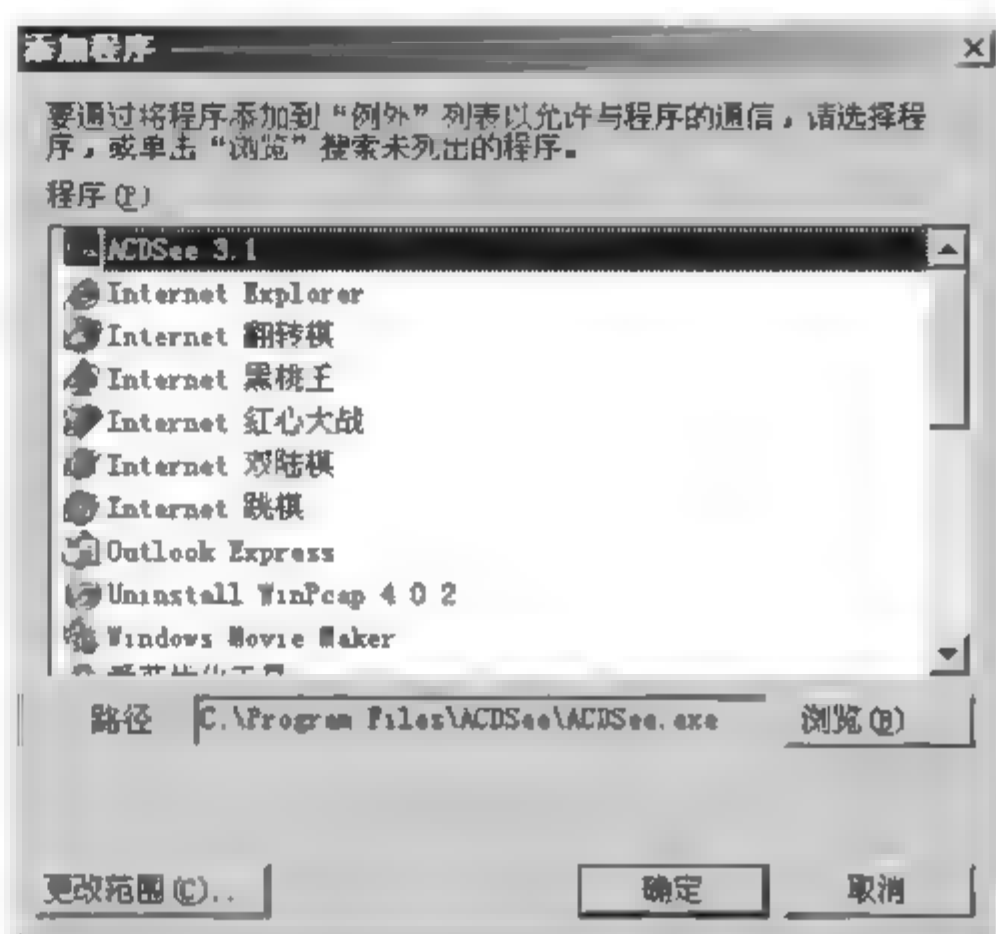 添加程序
要通过将程序添加到“例外”列表以允许与程序的通信，请选择程
序，或单击“浏览”搜索未列出的程序。
程序(P)
ACDSee 3.1
Internet Explorer
Internet 翻转棋
Internet 黑桃王
Internet 红心大战
Internet 双陆棋
Internet 跳棋
Outlook Express
Uninstall WinPcap 4 0 2
Windows Movie Maker
路径 C:\Program Files\ACDSee\ACDSee.exe 浏览(B)
更改范围(C)..
确定 取消